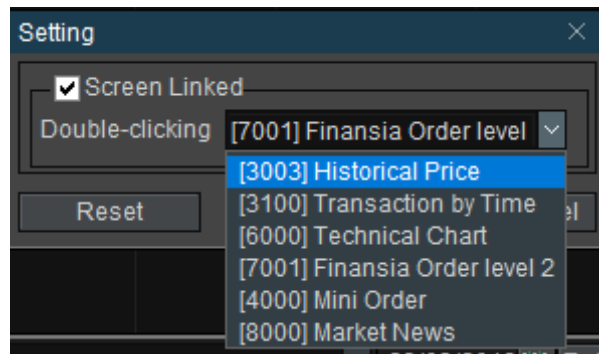 Setting
Screen Linked
Double-clicking [7001] Finansia Order level
[3003] Historical Price
Reset [3100] Transaction by Time
[6000] Technical Chart
[7001] Finansia Order level 2
[4000] Mini Order
[8000] Market News